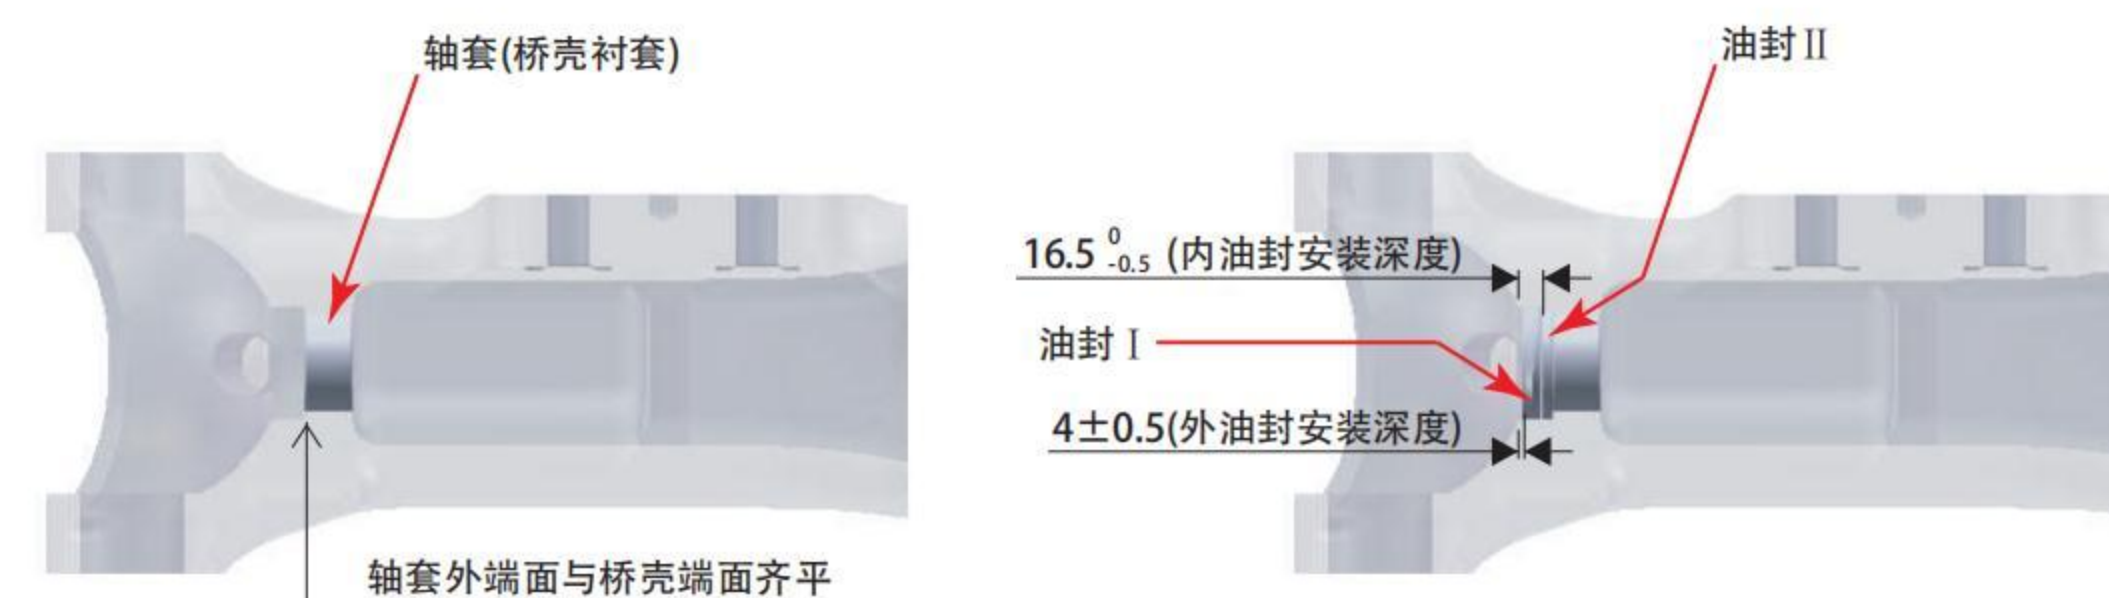 轴套(桥壳衬套)
轴套外端面与桥壳端面齐平
油封Ⅱ
16.5 0 -0.5 (内油封安装深度)
油封Ⅰ
4±0.5(外油封安装深度)